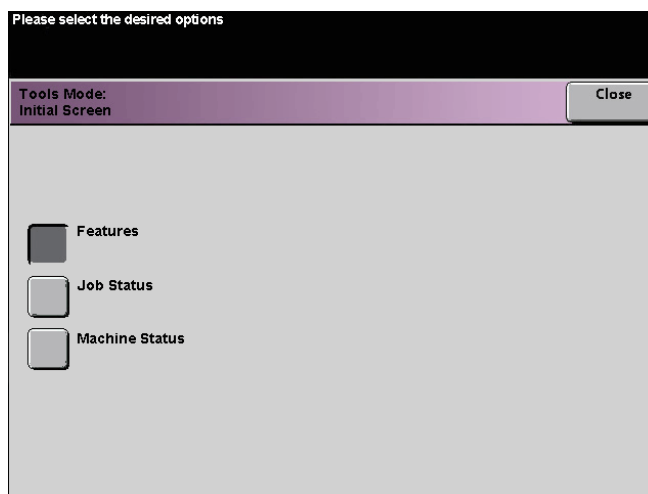 Please select the desired options
Tools Mode:
Initial Screen
Close
Features
Job Status
Machine Status